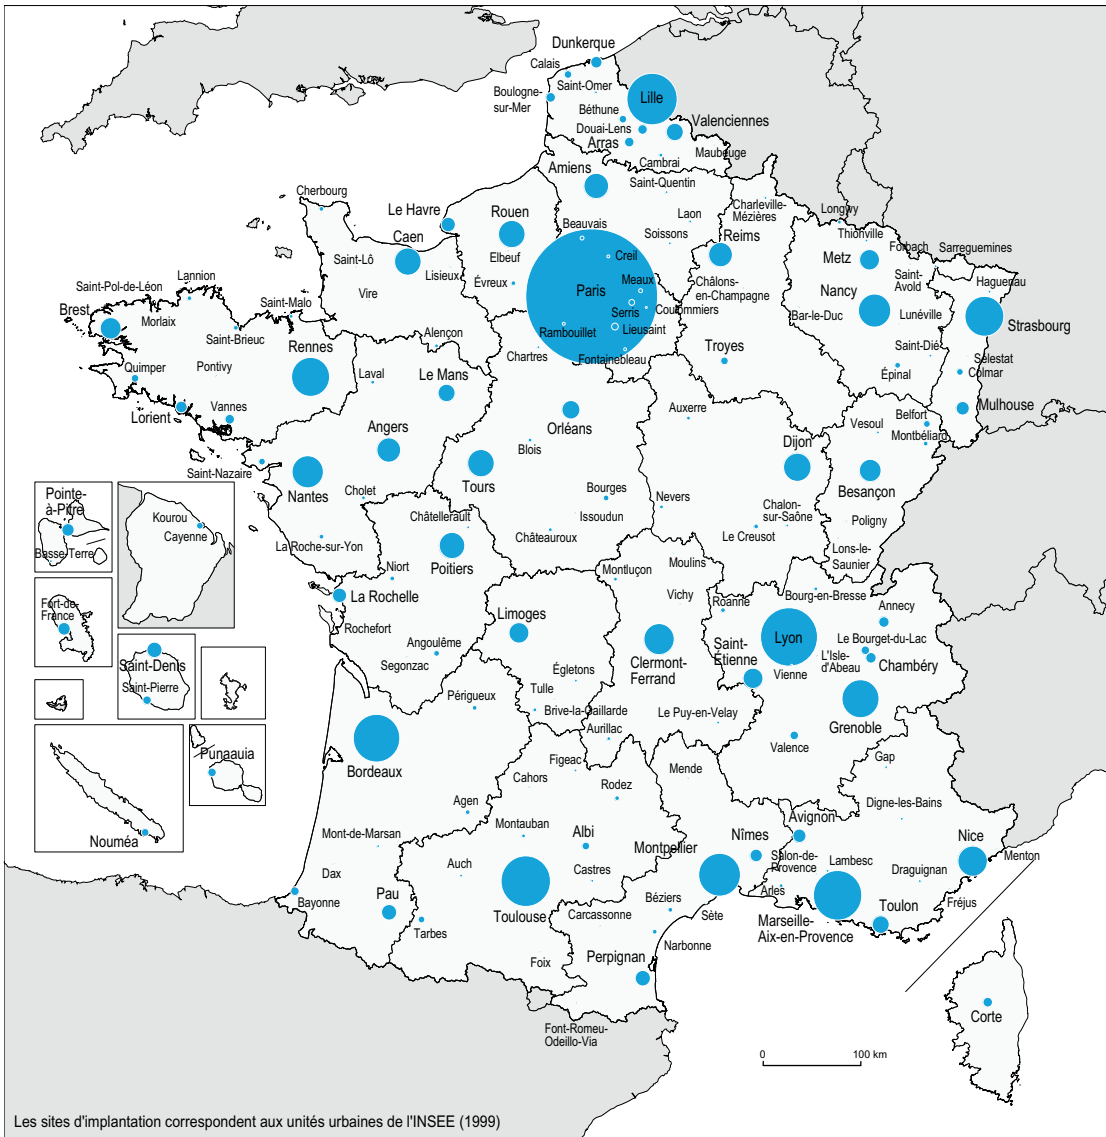 Dunkerque
Calais
Saint-Omer
Boulogne-
sur-Mer
Lille
Béthune
Douai-Lens
Valenciennes
Arras
Maubeuge
Cambrai
Amiens
Saint-Quentin
Cherbourg
Charleville-
Mézières
Longwy
Le Havre
Rouen
Laon
Thionville
Beauvais
Forbach
Sarreguemines
Caen
Soissons
Reims
Elbeuf
Creil
Metz
Saint-Lô
Lisieux
Saint-
Avold
Haguenau
Lannion
Évreux
Meaux
Châlons-
en-Champagne
Saint-Pol-de-Léon
Vire
Paris
Nancy
Saint-Malo
Brest
Serris
Coulommiers
Bar-le-Duc
Lunéville
Morlaix
Strasbourg
Saint-
Brieuc
Alençon
Rambouillet
Lieusaint
Rennes
Chartres
Fontainebleau
Troyes
Saint-Dié
Sélestat
Quimper
Pontivy
Laval
Le Mans
Épinal
Colmar
Vannes
Lorient
Mulhouse
Auxerre
Belfort
Angers
Orléans
Vesoul
Montbéliard
Dijon
Blois
Saint-Nazaire
Nantes
Tours
Besançon
Cholet
Bourges
Nevers
Chalon-
sur-Saône
Pointe-
à-Pitre
Kourou
Cayenne
Châtellerault
Issoudun
Poligny
La Roche-sur-Yon
Châteauroux
Le Creusot
Basse-Terre
Lons-le-
Saunier
Poitiers
Moulins
Niort
Montluçon
Fort-de-
France
La Rochelle
Bourg-en-Bresse
Vichy
Roanne
Annecy
Rochefort
Limoges
Lyon
Le Bourget-du-Lac
Angoulême
Saint-
Étienne
L'Isle-
d'Abeau
Saint-Denis
Segonzac
Clermont-
Ferrand
Chambéry
Vienne
Égletons
Saint-Pierre
Tulle
Périgueux
Brive-la-Gaillarde
Le Puy-en-Velay
Grenoble
Aurillac
Valence
Punaauia
Bordeaux
Figeac
Mende
Gap
Cahors
Rodez
Agen
Digne-les-Bains
Nouméa
Mont-de-Marsan
Montauban
Albi
Avignon
Nîmes
Nice
Montpellier
Menton
Auch
Salon-de-
Provence
Lambesc
Dax
Castres
Draguignan
Pau
Arles
Bayonne
Toulouse
Béziers
Fréjus
Carcassonne
Sète
Toulon
Tarbes
Marseille-
Aix-en-Provence
Narbonne
Perpignan
Foix
Corte
Font-Romeu-
Odeillo-Via
0 100 km
Les sites d'implantation correspondent aux unités urbaines de l'INSEE (1999)